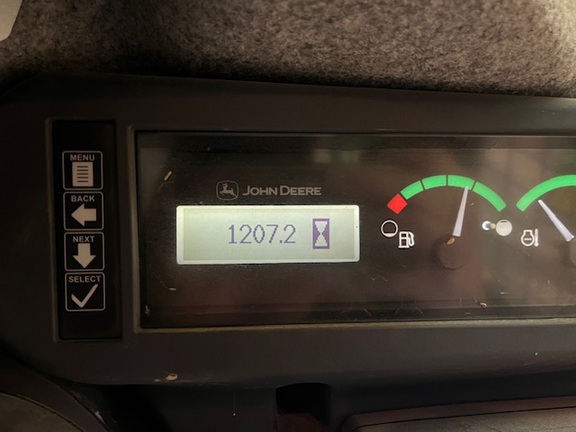 MENU
BACK
NEXT
SELECT
JOHN DEERE
1207.2